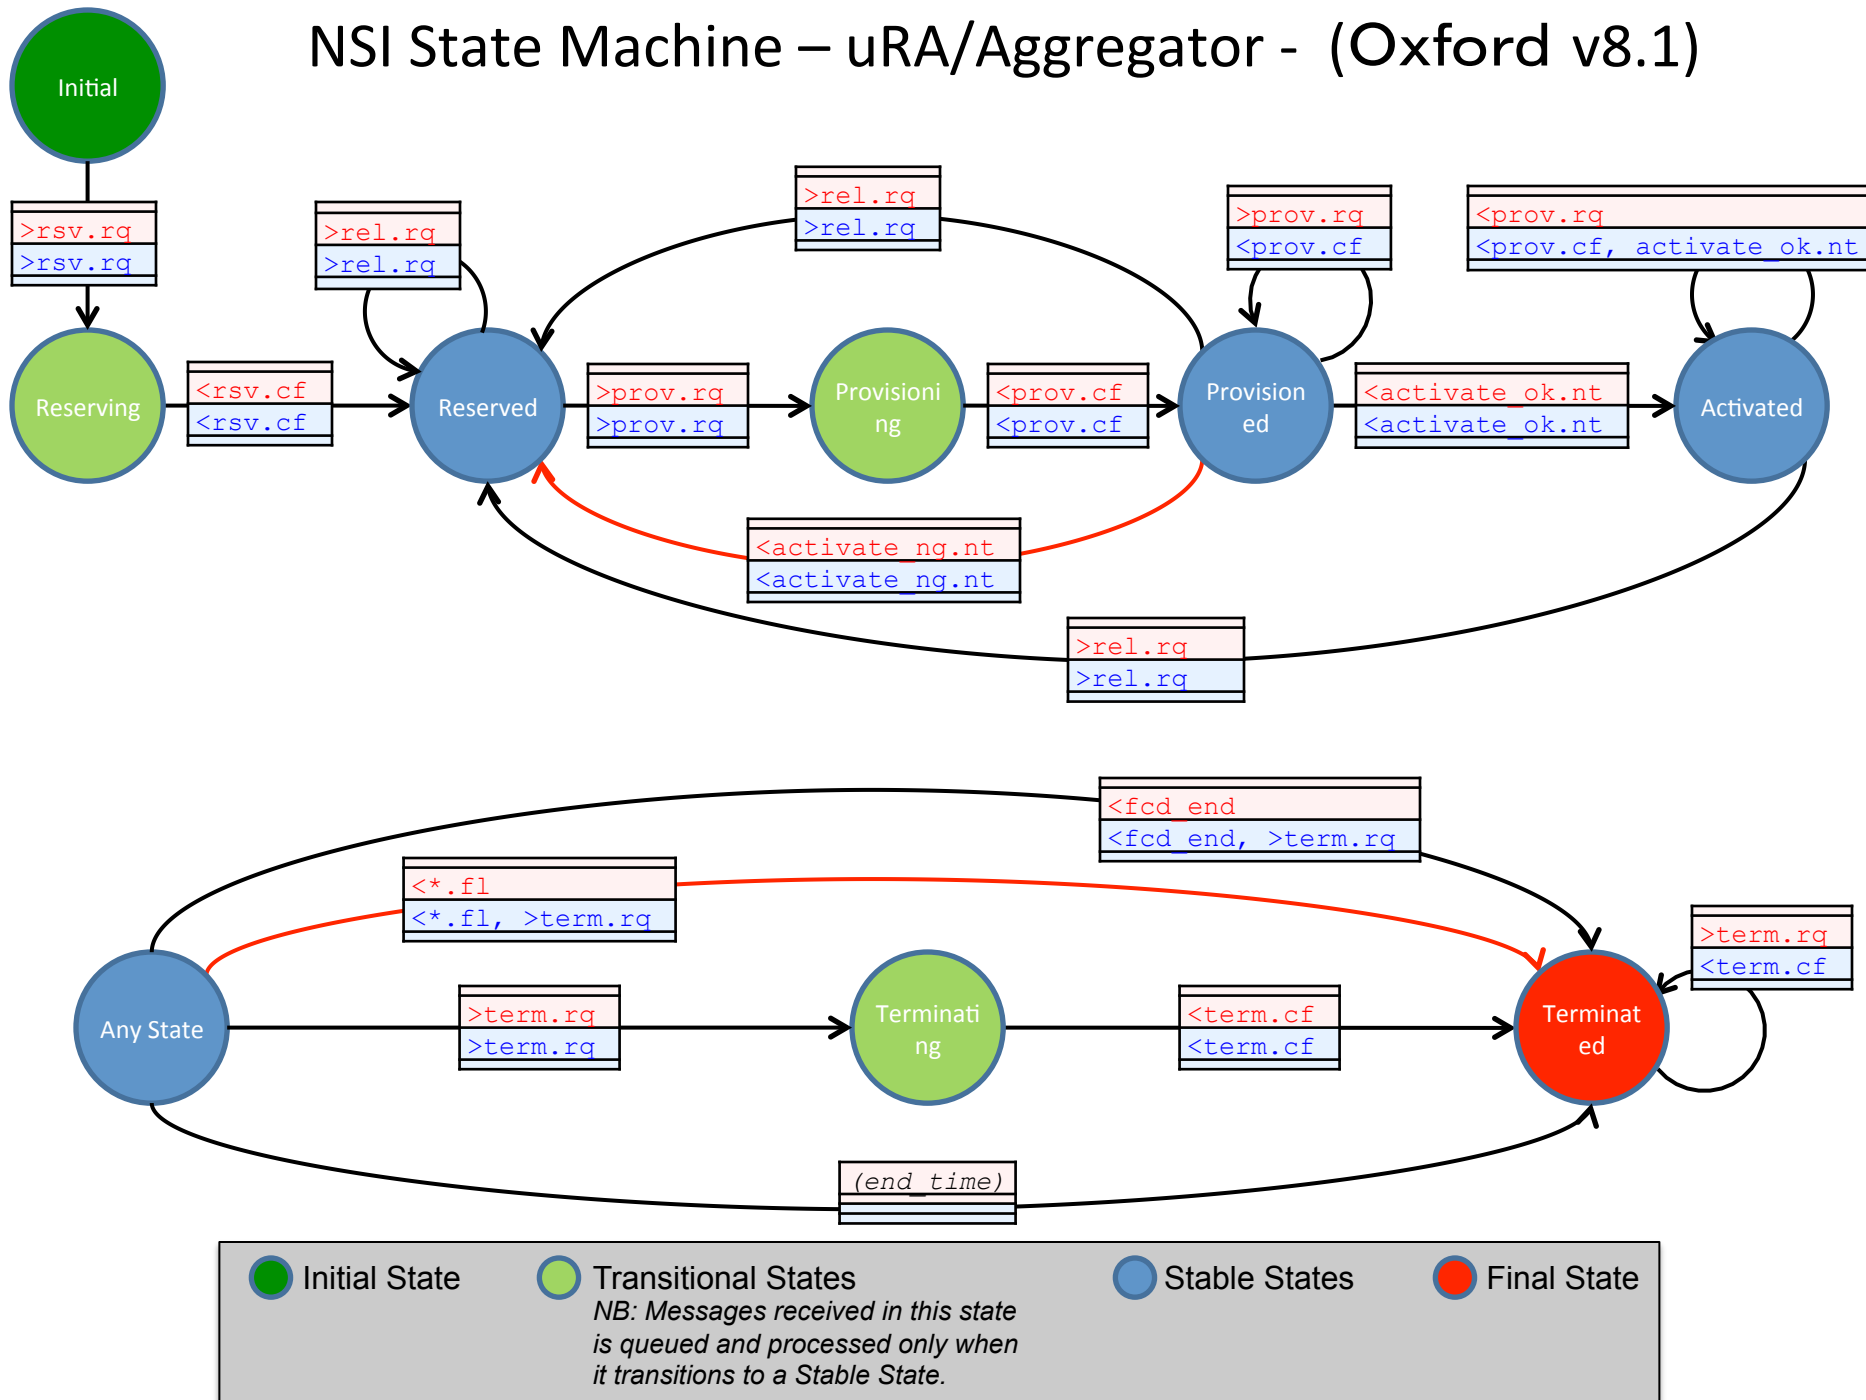 NSI State Machine – uRA/Aggregator - (Oxford v8.1)
Initial
>rsv.rq
>rsv.rq
>rel.rq
>rel.rq
>rel.rq
>rel.rq
>prov.rq
<prov.cf
<prov.rq
<prov.cf, activate_ok.nt
Reserving
<rsv.cf
<rsv.cf
Reserved
>prov.rq
>prov.rq
Provisioni
ng
<prov.cf
<prov.cf
Provision
ed
<activate_ok.nt
<activate_ok.nt
Activated
<activate_ng.nt
<activate_ng.nt
>rel.rq
>rel.rq
<fcd_end
<fcd_end, >term.rq
<*.fl
<*.fl, >term.rq
>term.rq
<term.cf
Any State
>term.rq
>term.rq
Terminati
ng
<term.cf
<term.cf
Terminat
ed
(end_time)
Initial State
Transitional States
NB: Messages received in this state
is queued and processed only when
it transitions to a Stable State.
Stable States
Final State